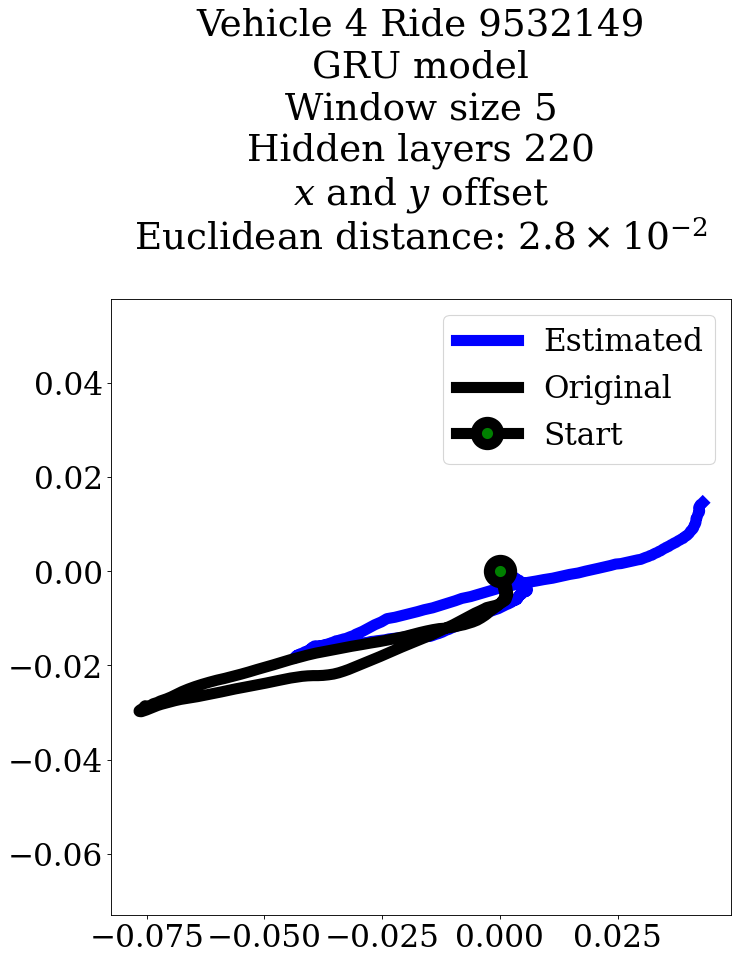 Vehicle 4 Ride 9532149
GRU model
Window size 5
Hidden layers 220
x and y offset
Euclidean distance: 2.8 × 10⁻²
Estimated
Original
Start
0.04
0.02
0.00
−0.02
−0.04
−0.06
−0.075 −0.050 −0.025 0.000 0.025